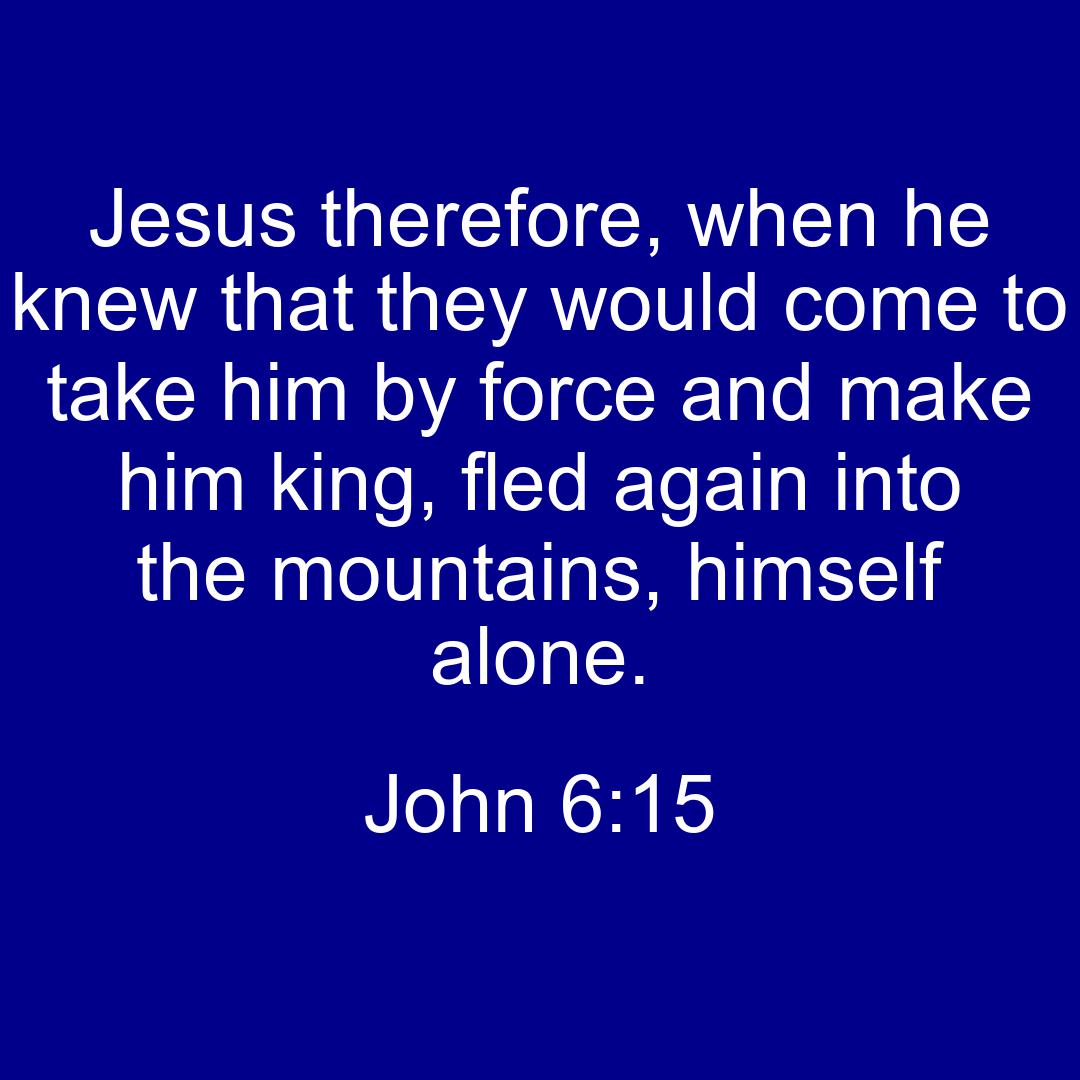 Jesus therefore, when he
knew that they would come to
take him by force and make
him king, fled again into
the mountains, himself
alone.
John 6:15